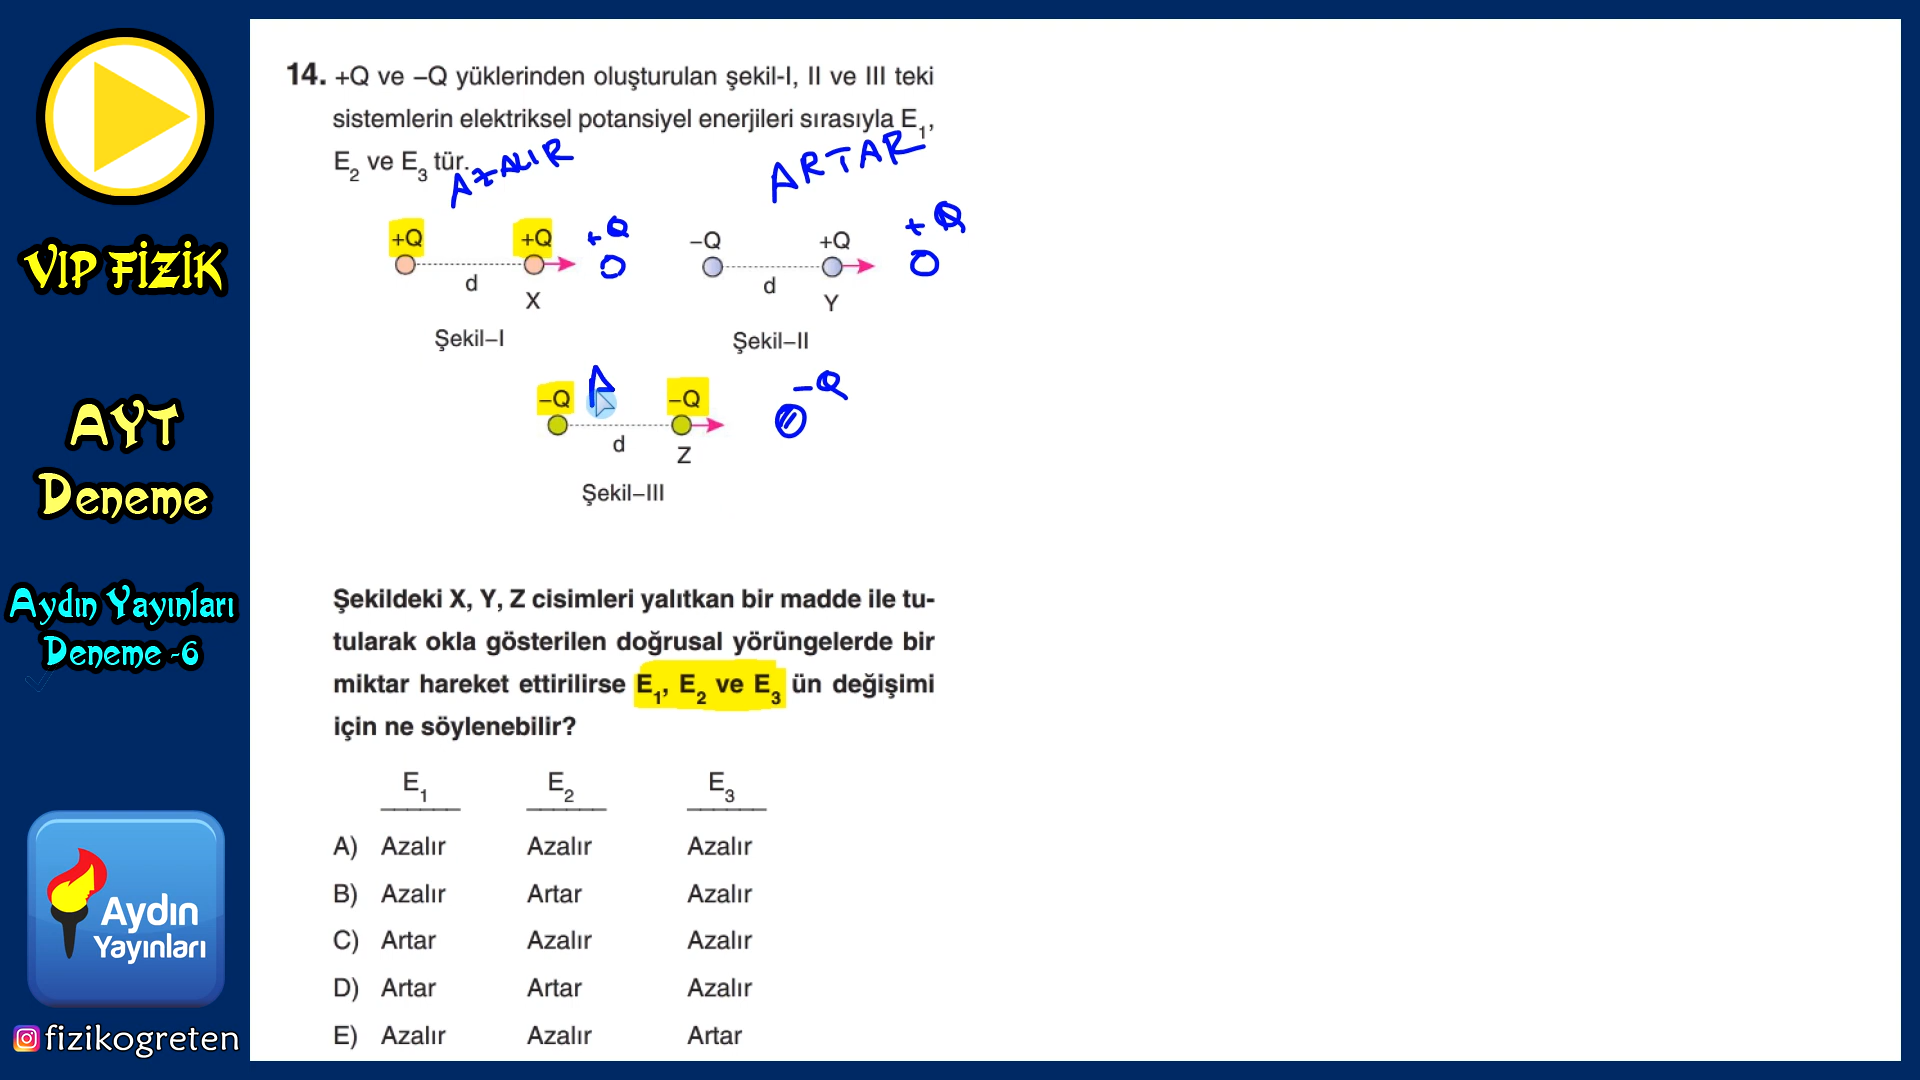 VIP FİZİK
AYT
Deneme
Aydın Yayınları
Deneme -6
Aydın
Yayınları
fizikogreten
14. +Q ve –Q yüklerinden oluşturulan şekil-I, II ve III teki
sistemlerin elektriksel potansiyel enerjileri sırasıyla E1,
E2 ve E3 tür.
AZALIR
ARTAR
+Q +Q +Q
d
X
Şekil–I
–Q +Q +Q
d
Y
Şekil–II
–Q –Q –Q
d
Z
Şekil–III
Şekildeki X, Y, Z cisimleri yalıtkan bir madde ile tu-
tularak okla gösterilen doğrusal yörüngelerde bir
miktar hareket ettirilirse E1, E2 ve E3 ün değişimi
için ne söylenebilir?
E1 E2 E3
A) Azalır Azalır Azalır
B) Azalır Artar Azalır
C) Artar Azalır Azalır
D) Artar Artar Azalır
E) Azalır Azalır Artar